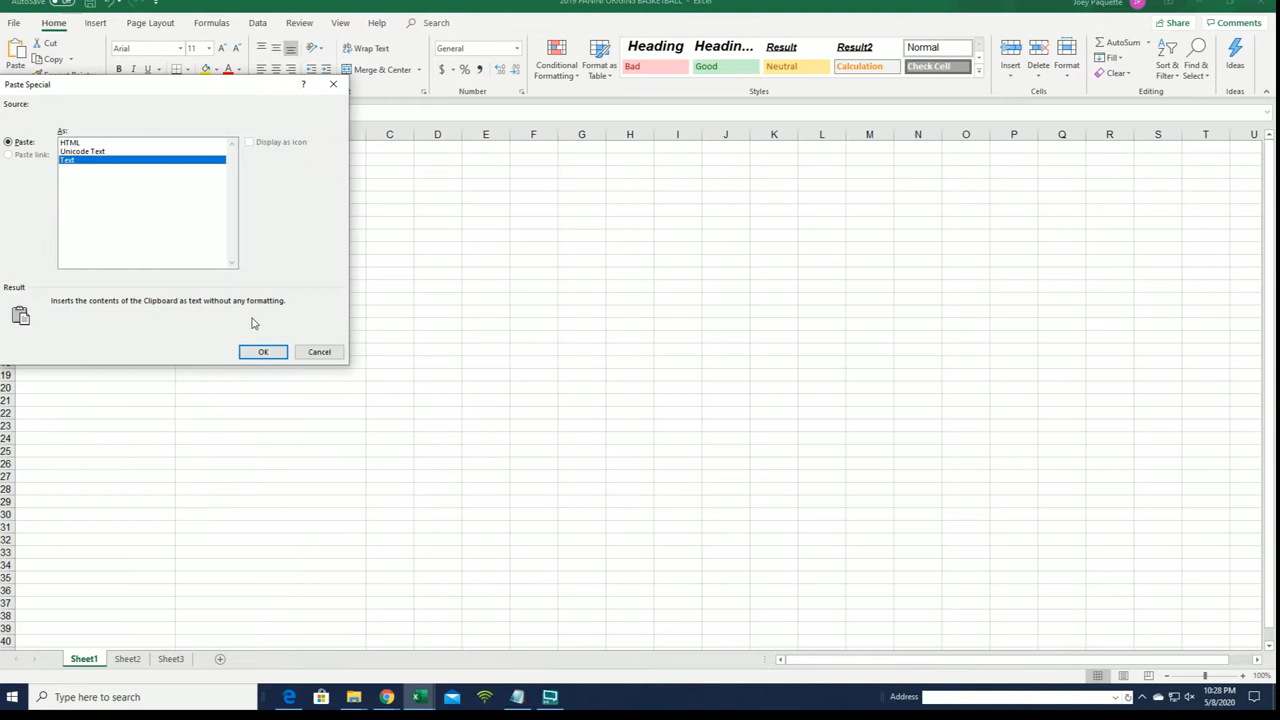 AutoSave Off 2019 PANINI ORIGINS BASKETBALL - Excel Joey Paquette JP
File Home Insert Page Layout Formulas Data Review View Help Search Share Comments
Cut Arial 11 A A Wrap Text General Heading Headin... Result Result2 Normal AutoSum
Copy Fill
Paste B I U A Merge & Center $ % , Conditional Formatting Format as Table Bad Good Neutral Calculation Check Cell Insert Delete Format Clear Sort & Filter Find & Select Ideas
Number Styles Cells Editing Ideas
Paste Special ?
Source:
As:
Paste:
Paste link:
HTML
Unicode Text
Text
Display as icon
Result
Inserts the contents of the Clipboard as text without any formatting.
OK Cancel
C D E F G H I J K L M N O P Q R S T U
19
20
21
22
23
24
25
26
27
28
29
30
31
32
33
34
35
36
37
38
39
40
Sheet1 Sheet2 Sheet3
100%
Type here to search Address 10:28 PM
5/8/2020